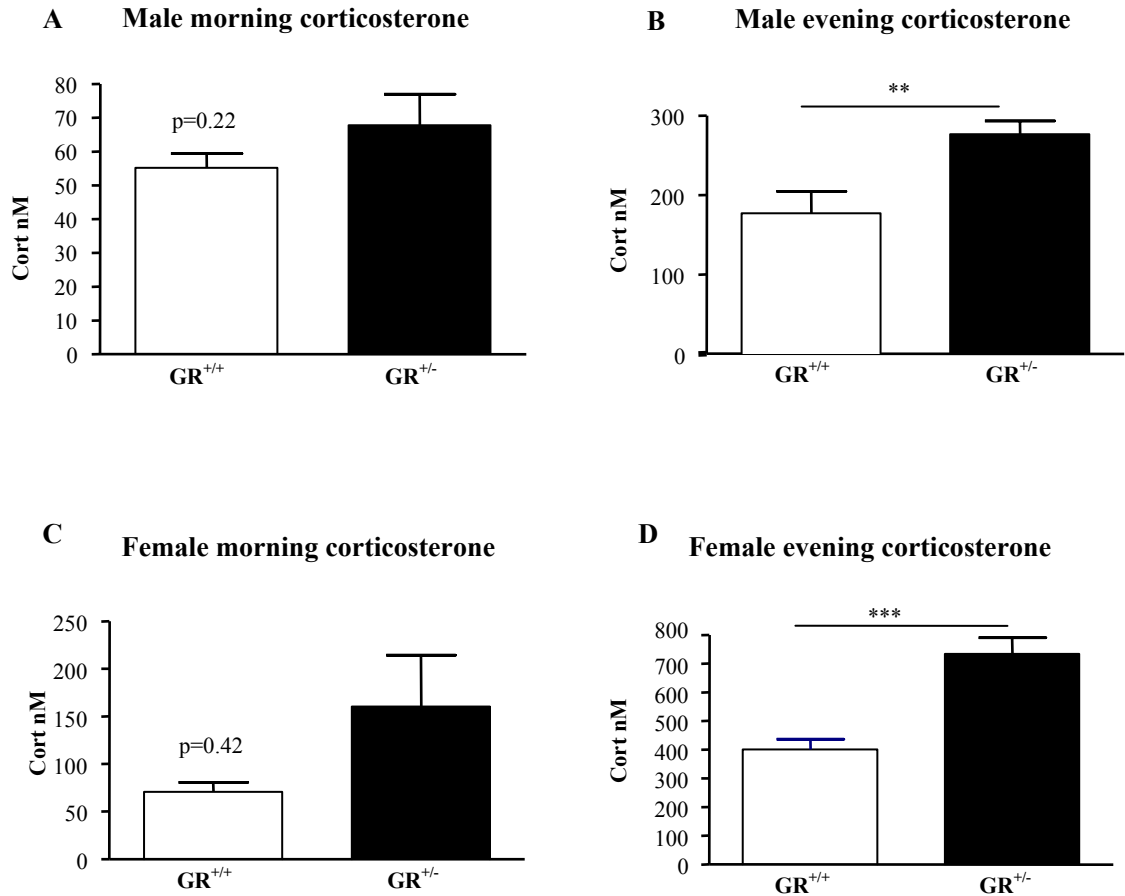 A Male morning corticosterone
80
70
60
50
40
30
20
10
0
Cort nM
p=0.22
GR+/+ GR+/-
B Male evening corticosterone
300
200
100
0
Cort nM
**
GR+/+ GR+/-
C Female morning corticosterone
250
200
150
100
50
0
Cort nM
p=0.42
GR+/+ GR+/-
D Female evening corticosterone
800
700
600
500
400
300
200
100
0
Cort nM
***
GR+/+ GR+/-